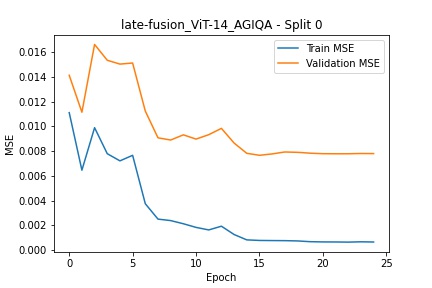 late-fusion_ViT-14_AGIQA - Split 0
Train MSE
Validation MSE
0.016
0.014
0.012
0.010
0.008
0.006
0.004
0.002
0.000
MSE
0 5 10 15 20 25
Epoch